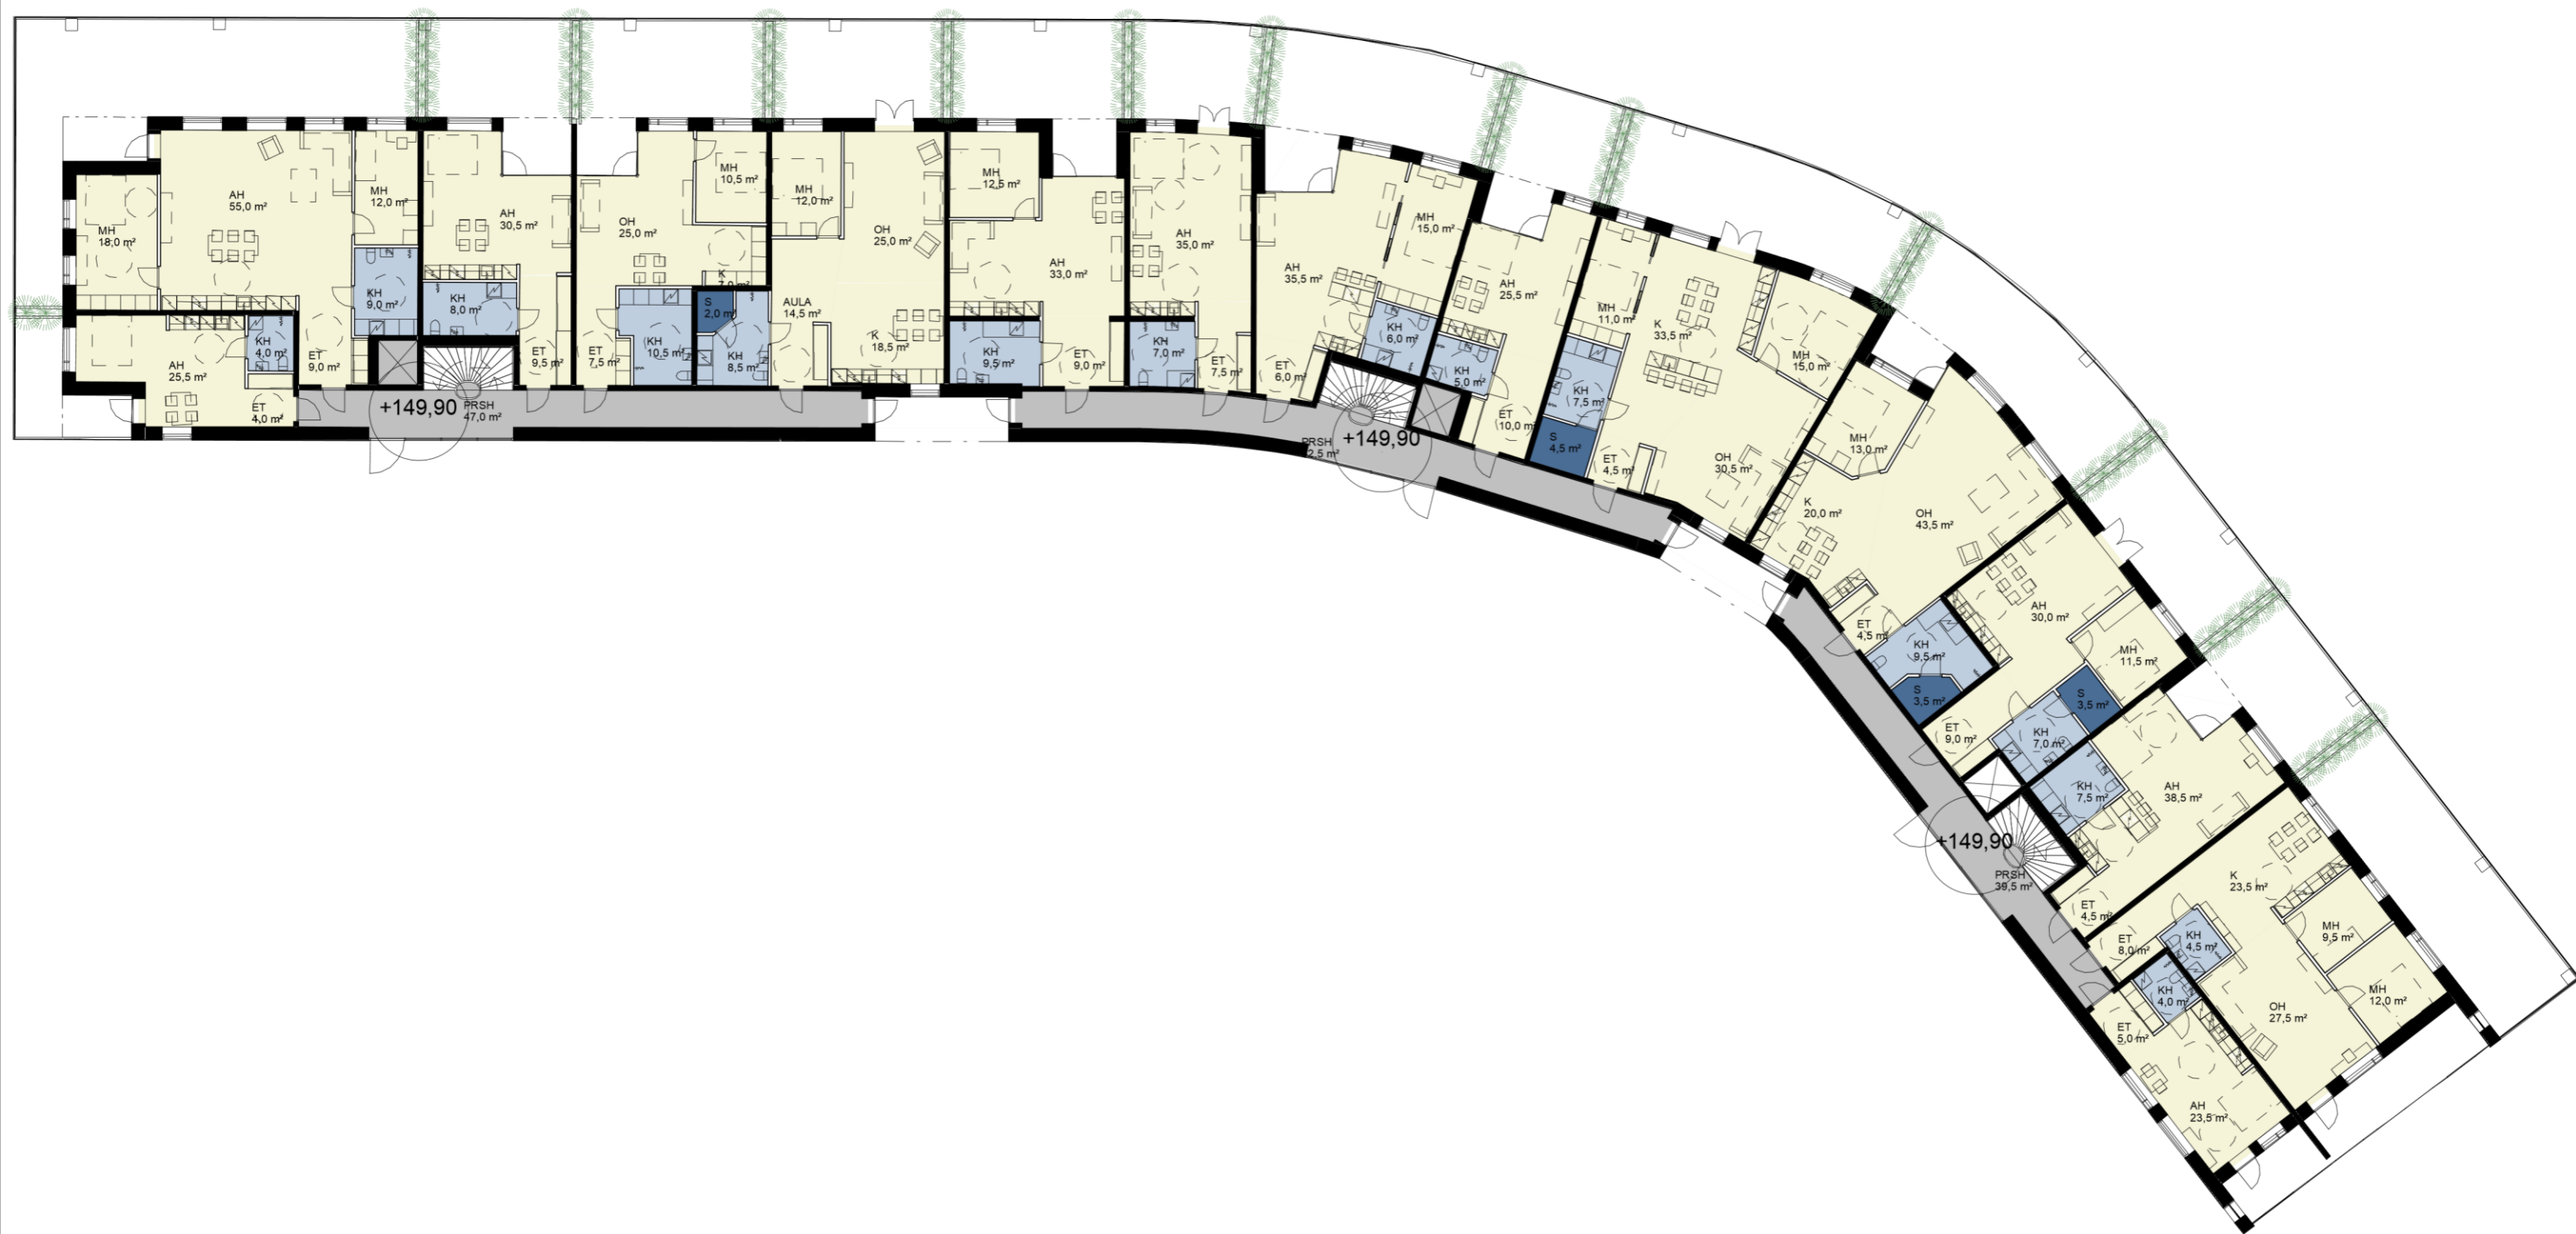 AH
55,0 m²
MH
12,0 m²
MH
18,0 m²
KH
9,0 m²
ET
9,0 m²
AH
25,5 m²
KH
4,0 m²
ET
4,0 m²
AH
30,5 m²
KH
8,0 m²
ET
9,5 m²
+149,90
PRSH
47,0 m²
OH
25,0 m²
MH
10,5 m²
K
7,0 m²
ET
7,5 m²
KH
10,5 m²
S
2,0 m²
KH
8,5 m²
MH
12,0 m²
OH
25,0 m²
AULA
14,5 m²
K
18,5 m²
MH
12,5 m²
AH
33,0 m²
KH
9,5 m²
ET
9,0 m²
AH
35,0 m²
KH
7,0 m²
ET
7,5 m²
AH
35,5 m²
MH
15,0 m²
KH
6,0 m²
ET
6,0 m²
PRSH
2,5 m²
+149,90
AH
25,5 m²
KH
5,0 m²
ET
10,0 m²
MH
11,0 m²
K
33,5 m²
MH
15,0 m²
KH
7,5 m²
S
4,5 m²
ET
4,5 m²
OH
30,5 m²
MH
13,0 m²
K
20,0 m²
OH
43,5 m²
ET
4,5 m²
KH
9,5 m²
S
3,5 m²
AH
30,0 m²
MH
11,5 m²
S
3,5 m²
ET
9,0 m²
KH
7,0 m²
KH
7,5 m²
AH
38,5 m²
+149,90
PRSH
39,5 m²
ET
4,5 m²
K
23,5 m²
MH
9,5 m²
ET
8,0 m²
KH
4,5 m²
MH
12,0 m²
OH
27,5 m²
KH
4,0 m²
ET
5,0 m²
AH
23,5 m²